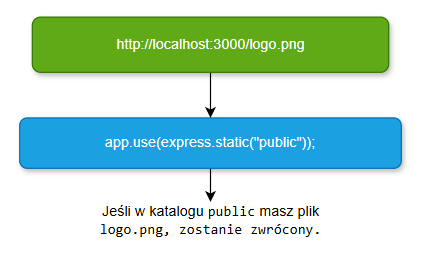 http://localhost:3000/logo.png
app.use(express.static("public"));
Jeśli w katalogu public masz plik
logo.png, zostanie zwrócony.